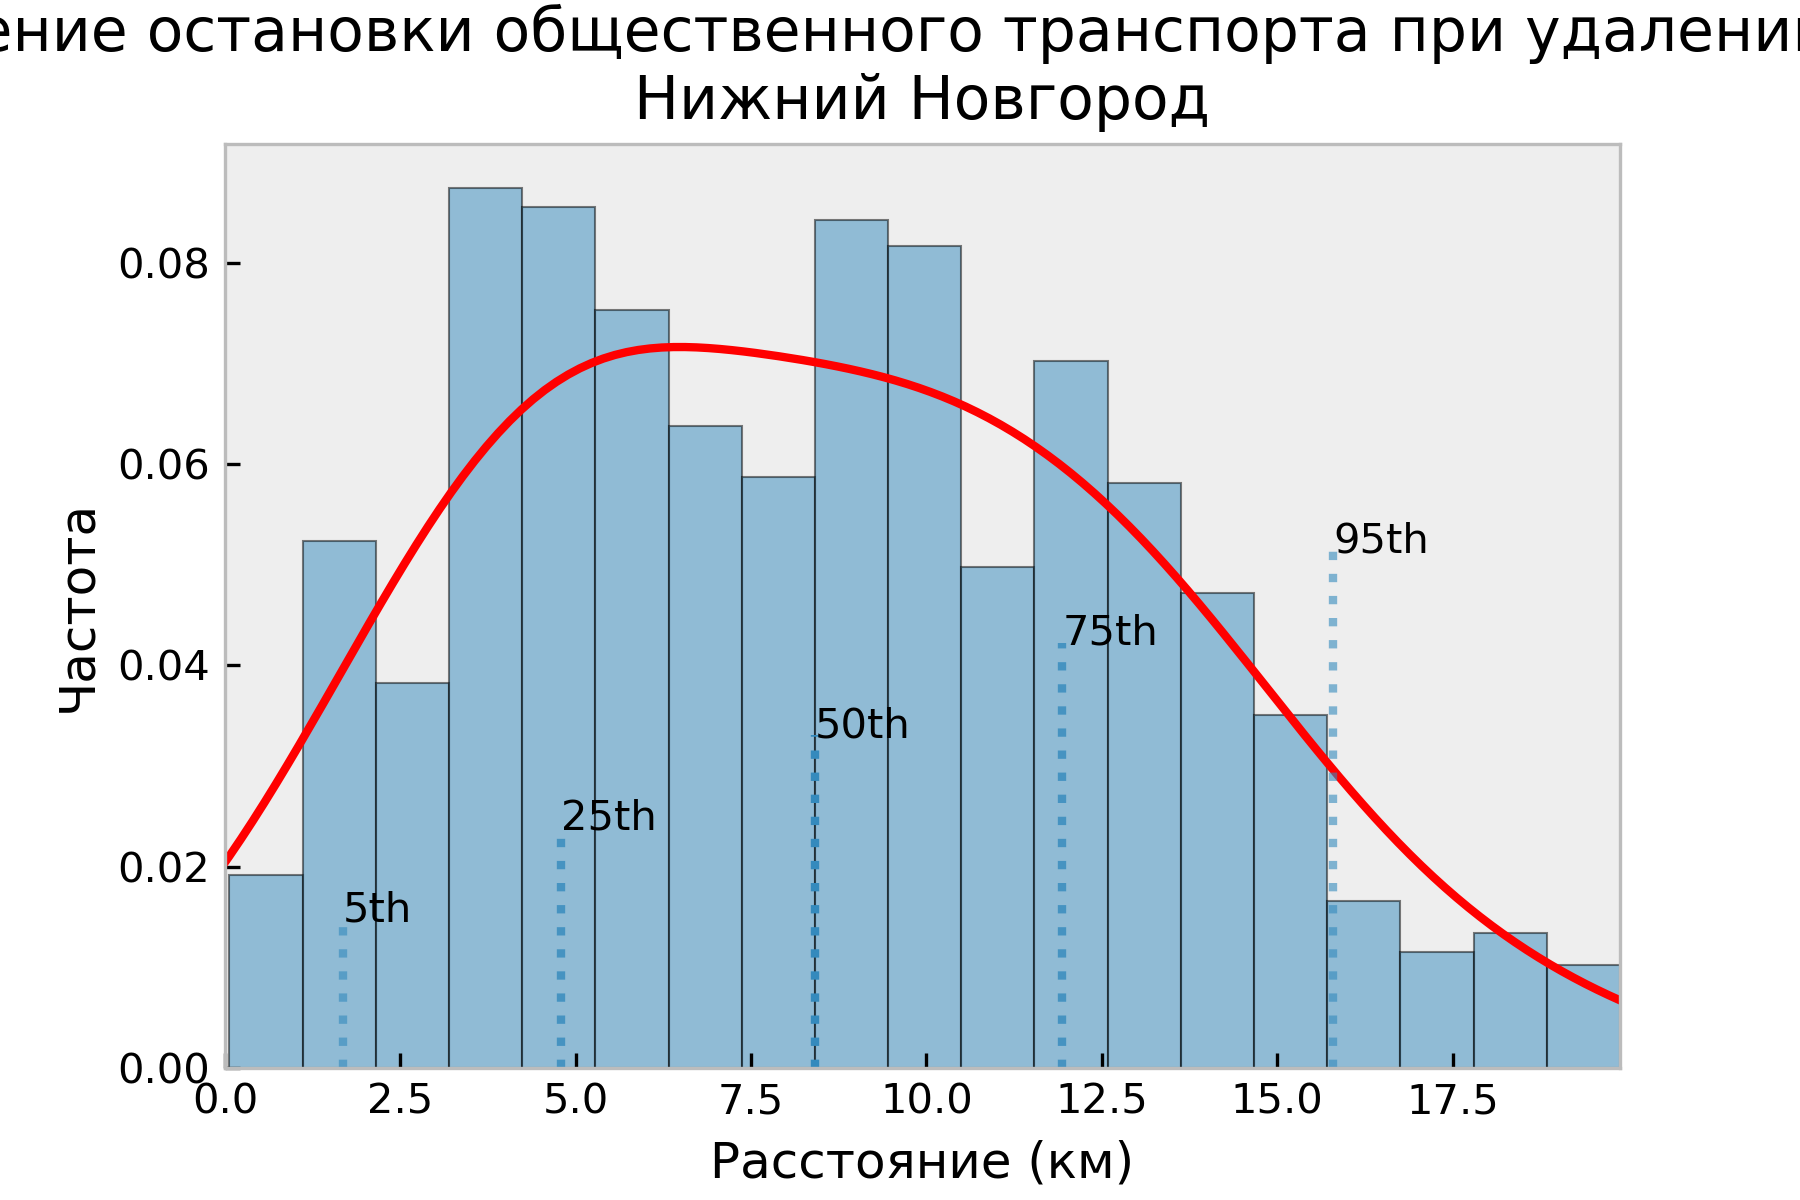 ение остановки общественного транспорта при удалени
Нижний Новгород
Частота
0.08
0.06
0.04
0.02
0.00
95th
75th
50th
25th
5th
0.0 2.5 5.0 7.5 10.0 12.5 15.0 17.5
Расстояние (км)